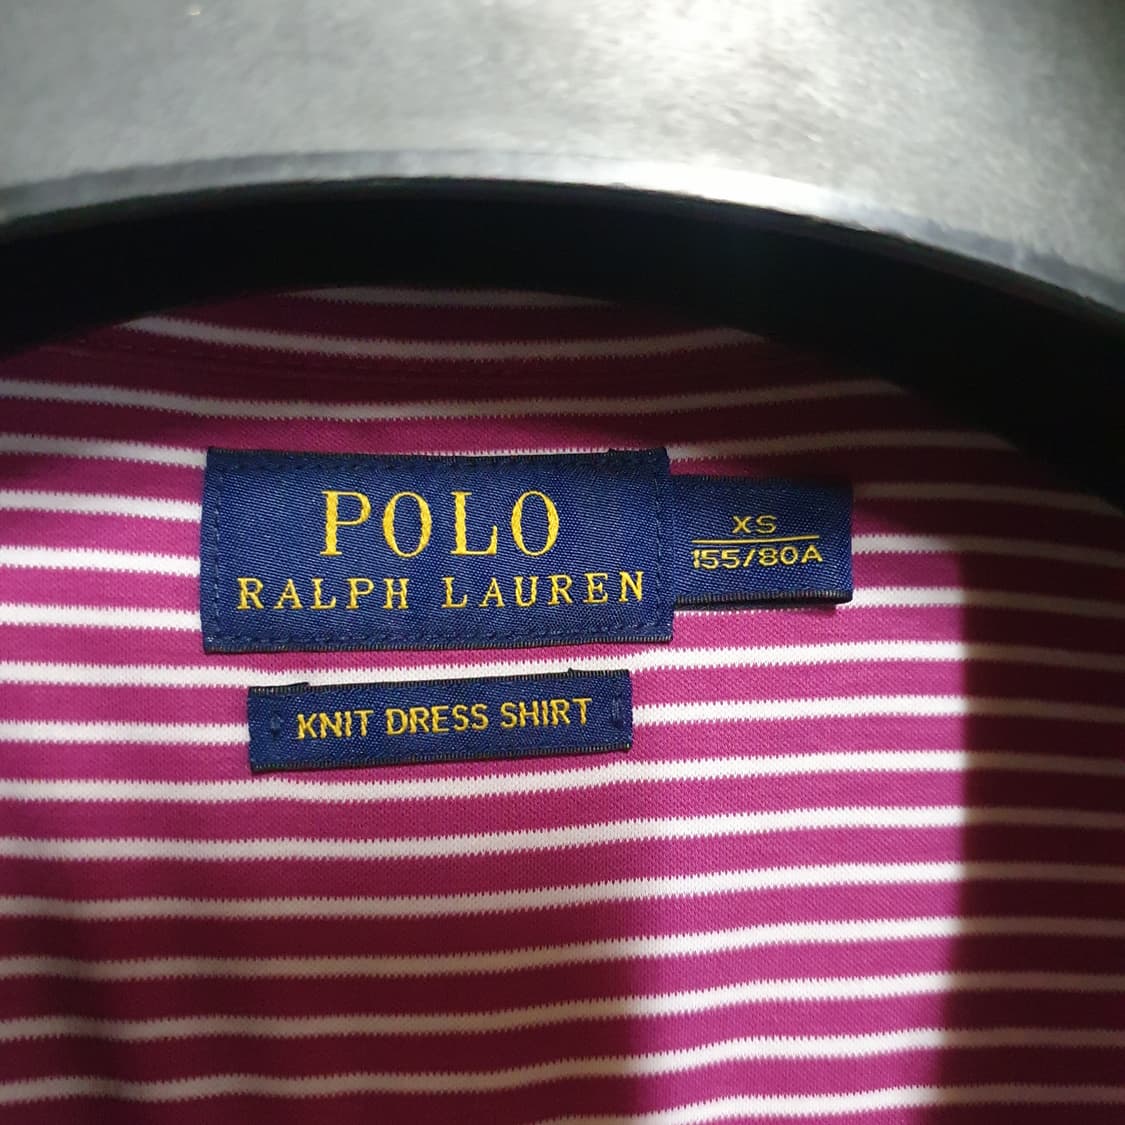 POLO
RALPH LAUREN
XS
155/80A
KNIT DRESS SHIRT